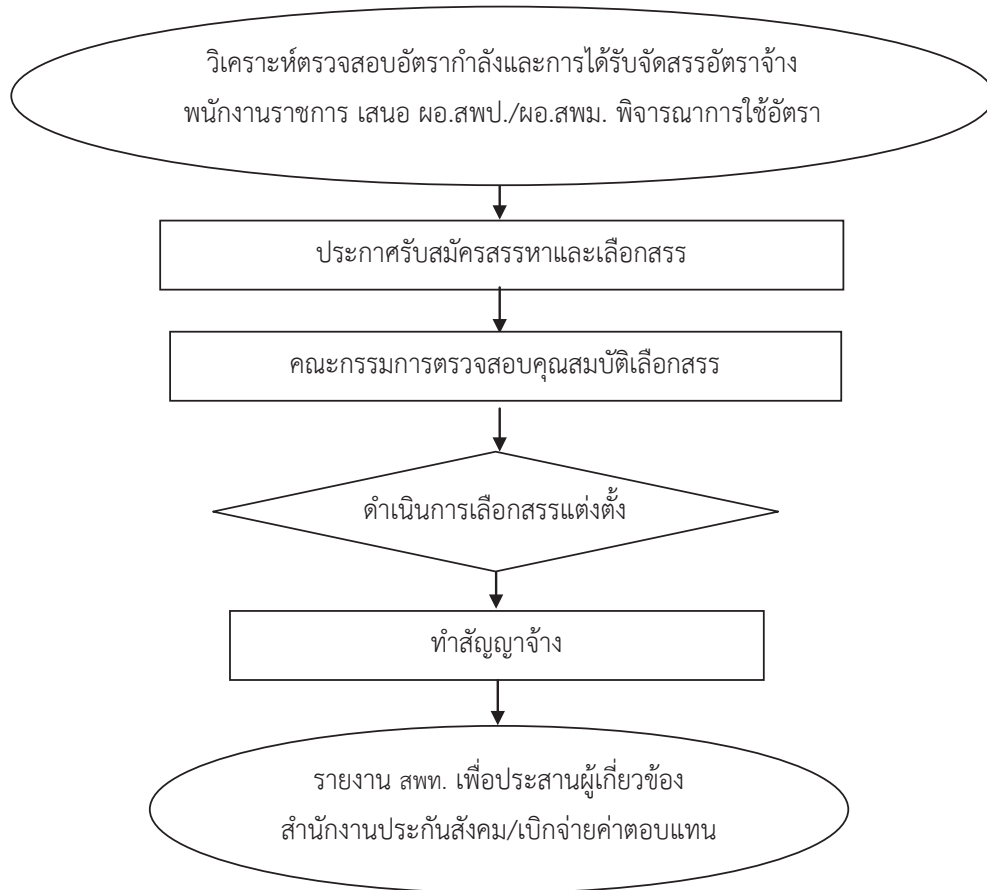 วิเคราะห์ตรวจสอบอัตรากำลังและการได้รับจัดสรรอัตราจ้าง
พนักงานราชการ เสนอ ผอ.สพป./ผอ.สพม. พิจารณาการใช้อัตรา
ประกาศรับสมัครสรรหาและเลือกสรร
คณะกรรมการตรวจสอบคุณสมบัติเลือกสรร
ดำเนินการเลือกสรรแต่งตั้ง
ทำสัญญาจ้าง
รายงาน สพท. เพื่อประสานผู้เกี่ยวข้อง
สำนักงานประกันสังคม/เบิกจ่ายค่าตอบแทน